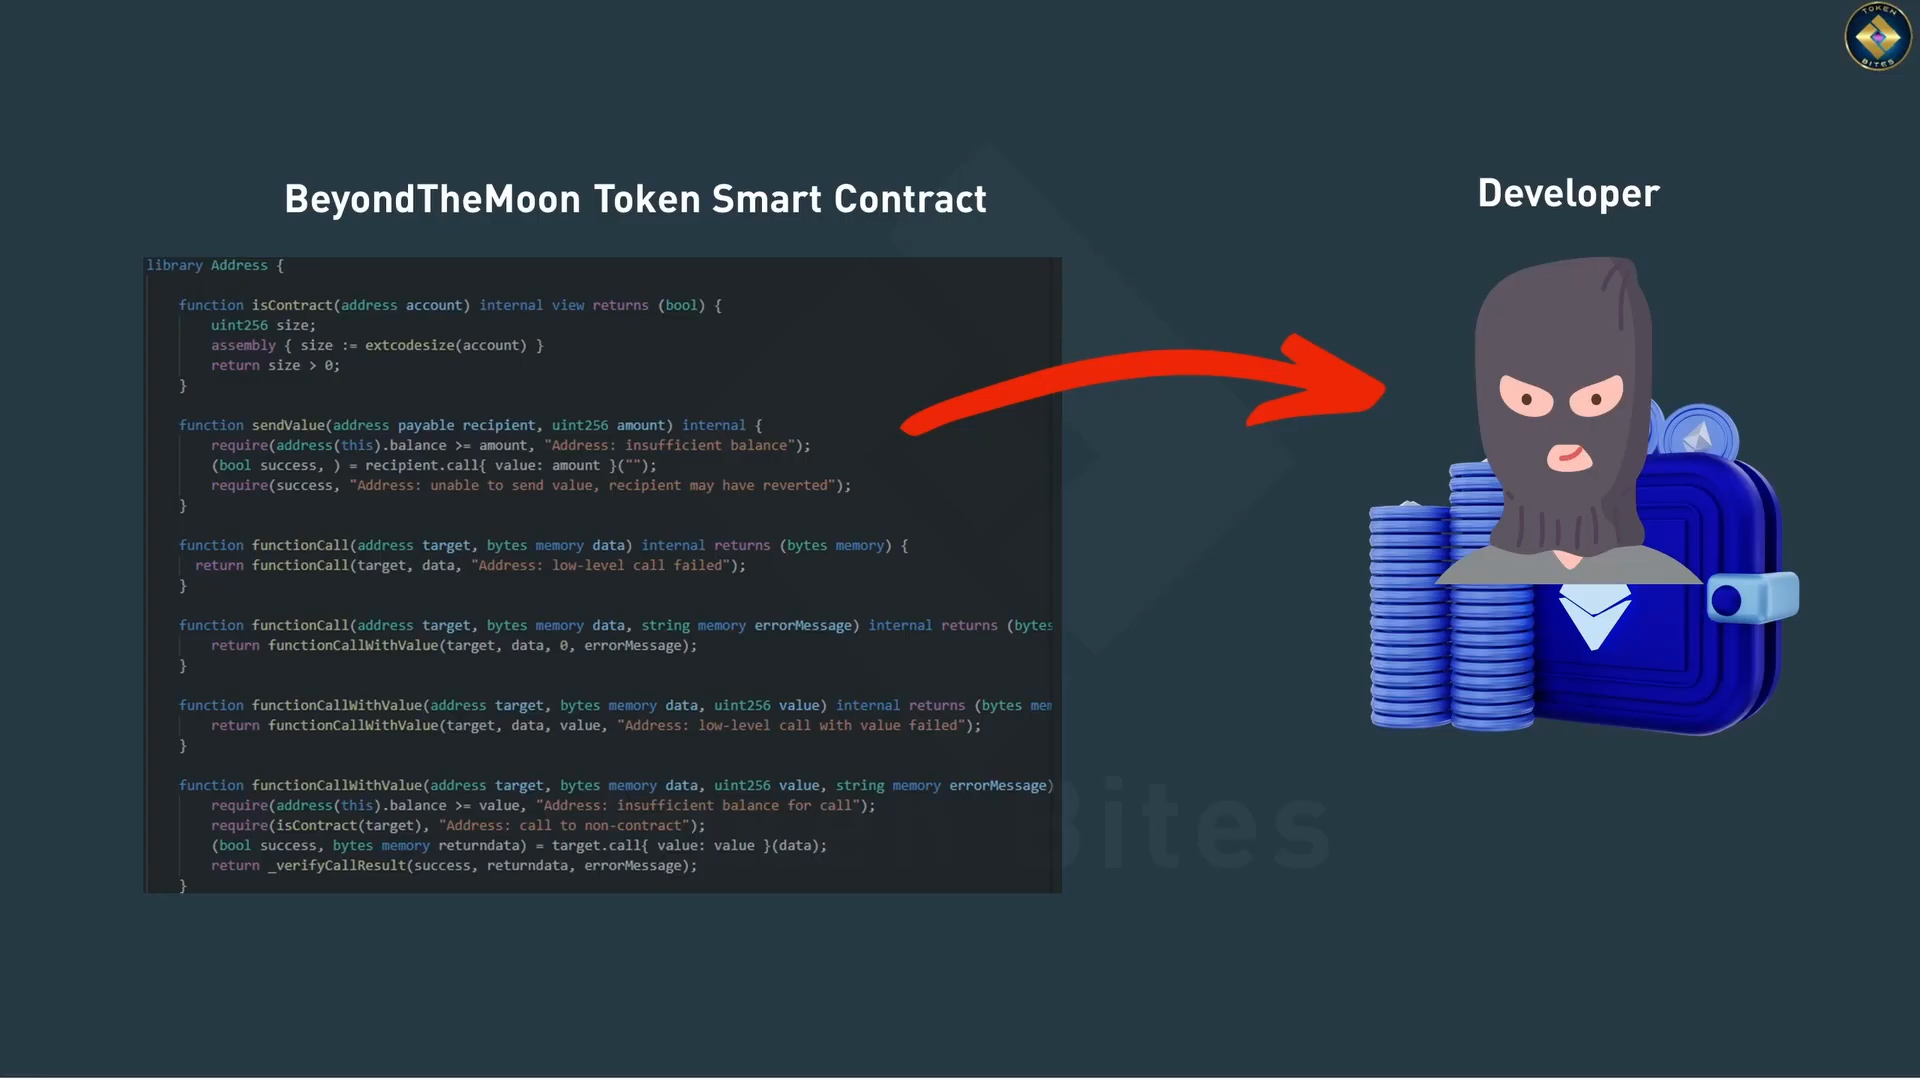 TOKEN
BITES
BeyondTheMoon Token Smart Contract
Developer
library Address {
function isContract(address account) internal view returns (bool) {
uint256 size;
assembly { size := extcodesize(account) }
return size > 0;
}
function sendValue(address payable recipient, uint256 amount) internal {
require(address(this).balance >= amount, "Address: insufficient balance");
(bool success, ) = recipient.call{ value: amount }("");
require(success, "Address: unable to send value, recipient may have reverted");
}
function functionCall(address target, bytes memory data) internal returns (bytes memory) {
return functionCall(target, data, "Address: low-level call failed");
}
function functionCall(address target, bytes memory data, string memory errorMessage) internal returns (bytes
return functionCallWithValue(target, data, 0, errorMessage);
}
function functionCallWithValue(address target, bytes memory data, uint256 value) internal returns (bytes mem
return functionCallWithValue(target, data, value, "Address: low-level call with value failed");
}
function functionCallWithValue(address target, bytes memory data, uint256 value, string memory errorMessage)
require(address(this).balance >= value, "Address: insufficient balance for call");
require(isContract(target), "Address: call to non-contract");
(bool success, bytes memory returndata) = target.call{ value: value }(data);
return _verifyCallResult(success, returndata, errorMessage);
}
Bites